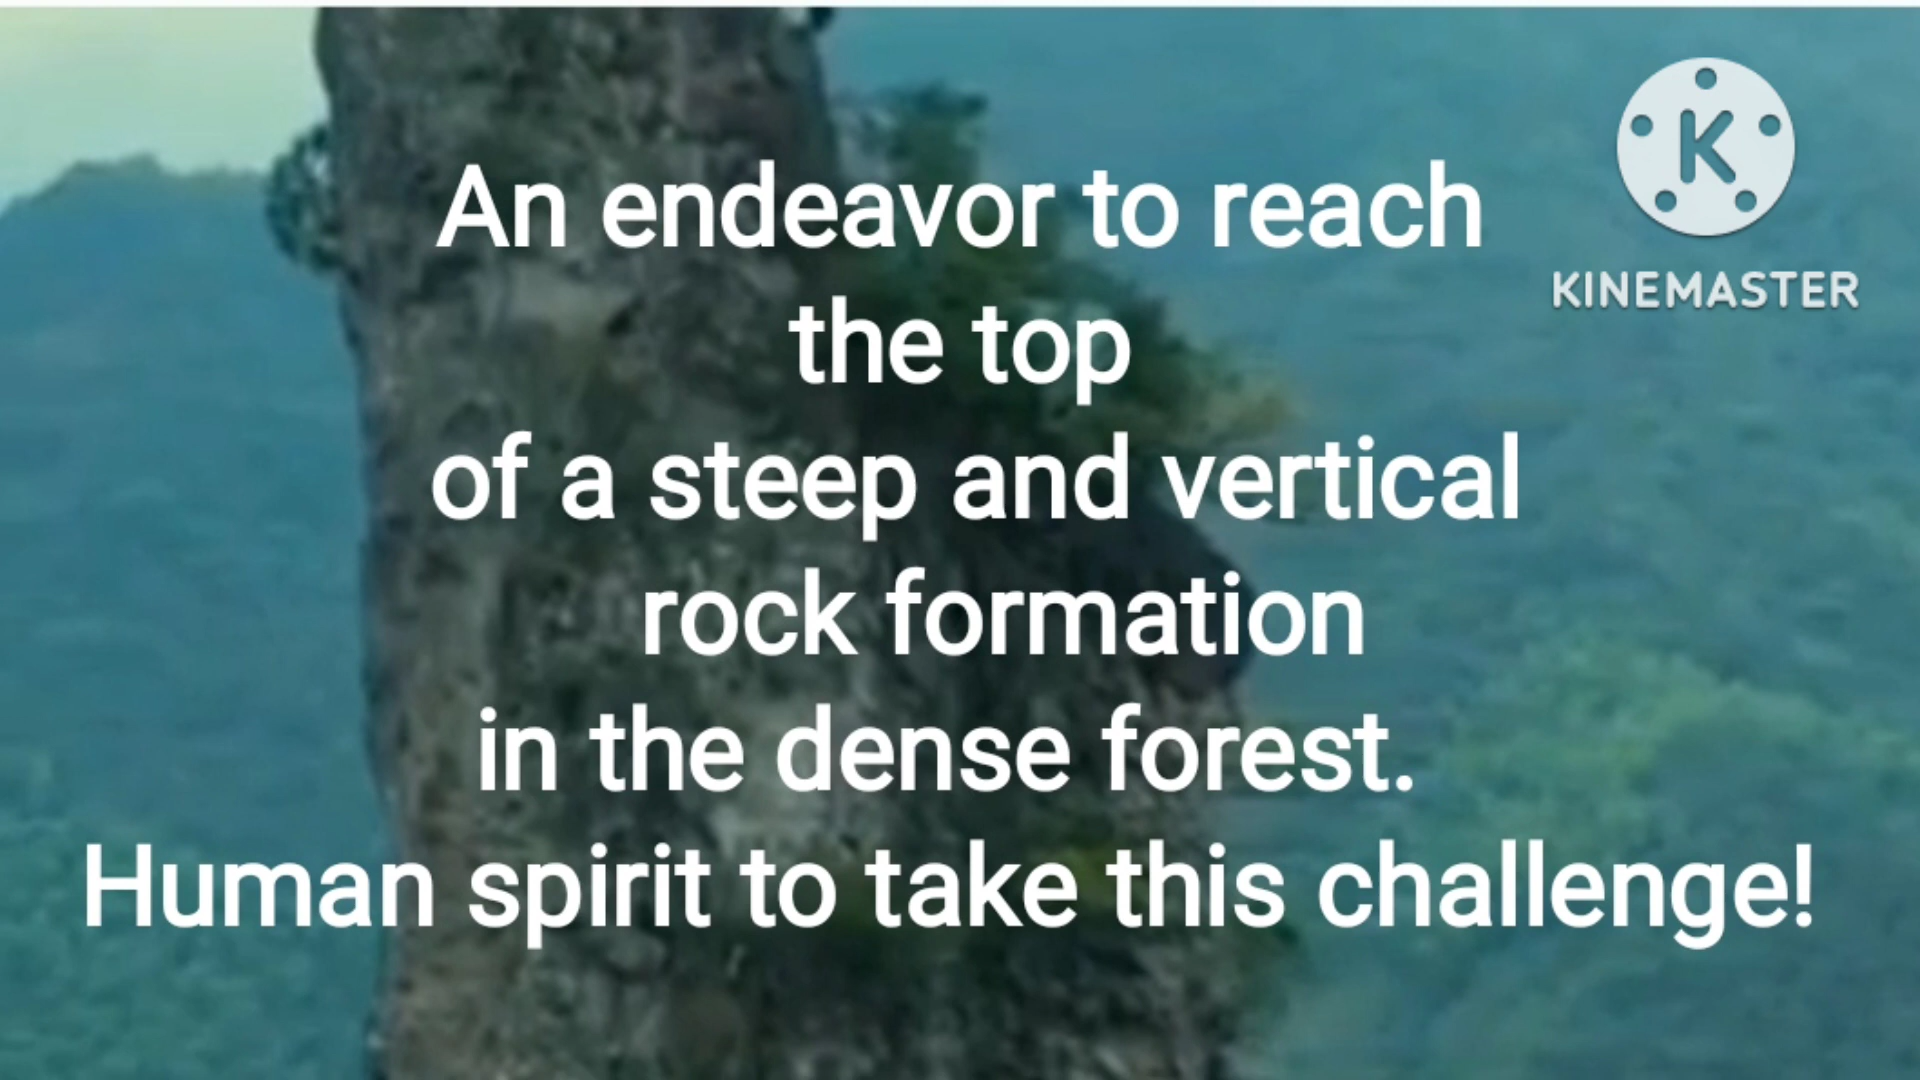 An endeavor to reach
the top
of a steep and vertical
rock formation
in the dense forest.
Human spirit to take this challenge!
K
KINEMASTER